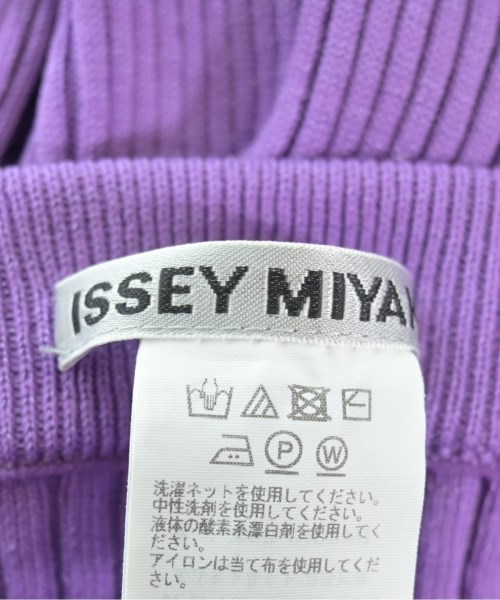 ISSEY MIYAK
P W
洗濯ネットを使用してください。
中性洗剤を使用してください。
液体の酸素系漂白剤を使用してく
ださい。
アイロンは当て布を使用してくだ
さい。